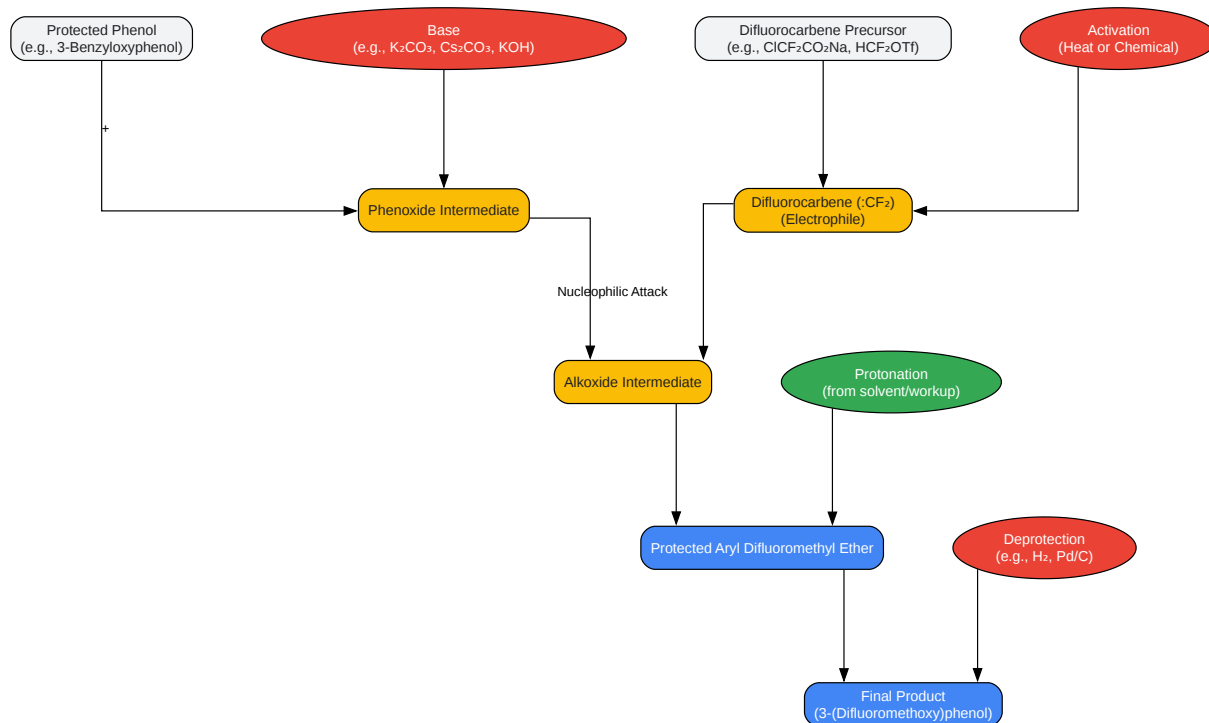 Protected Phenol
(e.g., 3-Benzyloxyphenol)
Base
(e.g., K₂CO₃, Cs₂CO₃, KOH)
Difluorocarbene Precursor
(e.g., ClCF₂CO₂Na, HCF₂OTf)
Activation
(Heat or Chemical)
+
Phenoxide Intermediate
Difluorocarbene (:CF₂)
(Electrophile)
Nucleophilic Attack
Alkoxide Intermediate
Protonation
(from solvent/workup)
Protected Aryl Difluoromethyl Ether
Deprotection
(e.g., H₂, Pd/C)
Final Product
(3-(Difluoromethoxy)phenol)